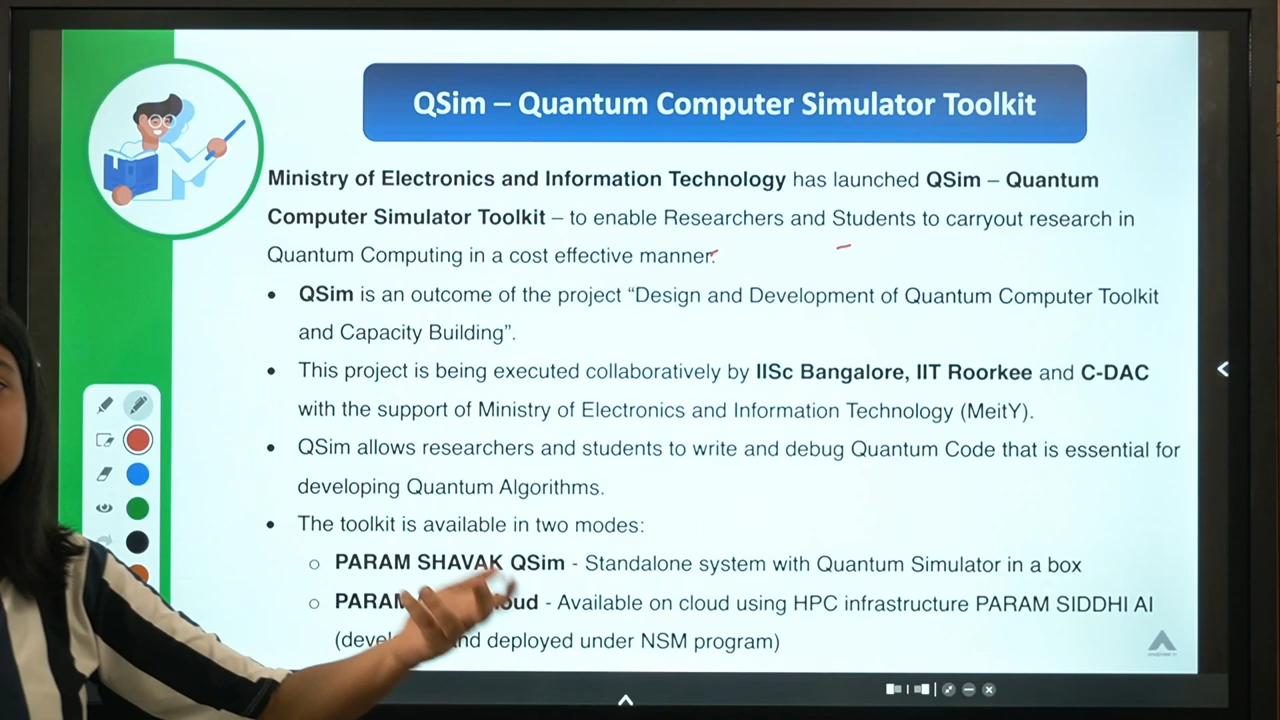 QSim – Quantum Computer Simulator Toolkit
Ministry of Electronics and Information Technology has launched QSim – Quantum
Computer Simulator Toolkit – to enable Researchers and Students to carryout research in
Quantum Computing in a cost effective manner.
• QSim is an outcome of the project “Design and Development of Quantum Computer Toolkit
and Capacity Building”.
• This project is being executed collaboratively by IISc Bangalore, IIT Roorkee and C-DAC
with the support of Ministry of Electronics and Information Technology (MeitY).
• QSim allows researchers and students to write and debug Quantum Code that is essential for
developing Quantum Algorithms.
• The toolkit is available in two modes:
○ PARAM SHAVAK QSim - Standalone system with Quantum Simulator in a box
○ - Available on cloud using HPC infrastructure PARAM SIDDHI AI
and deployed under NSM program)